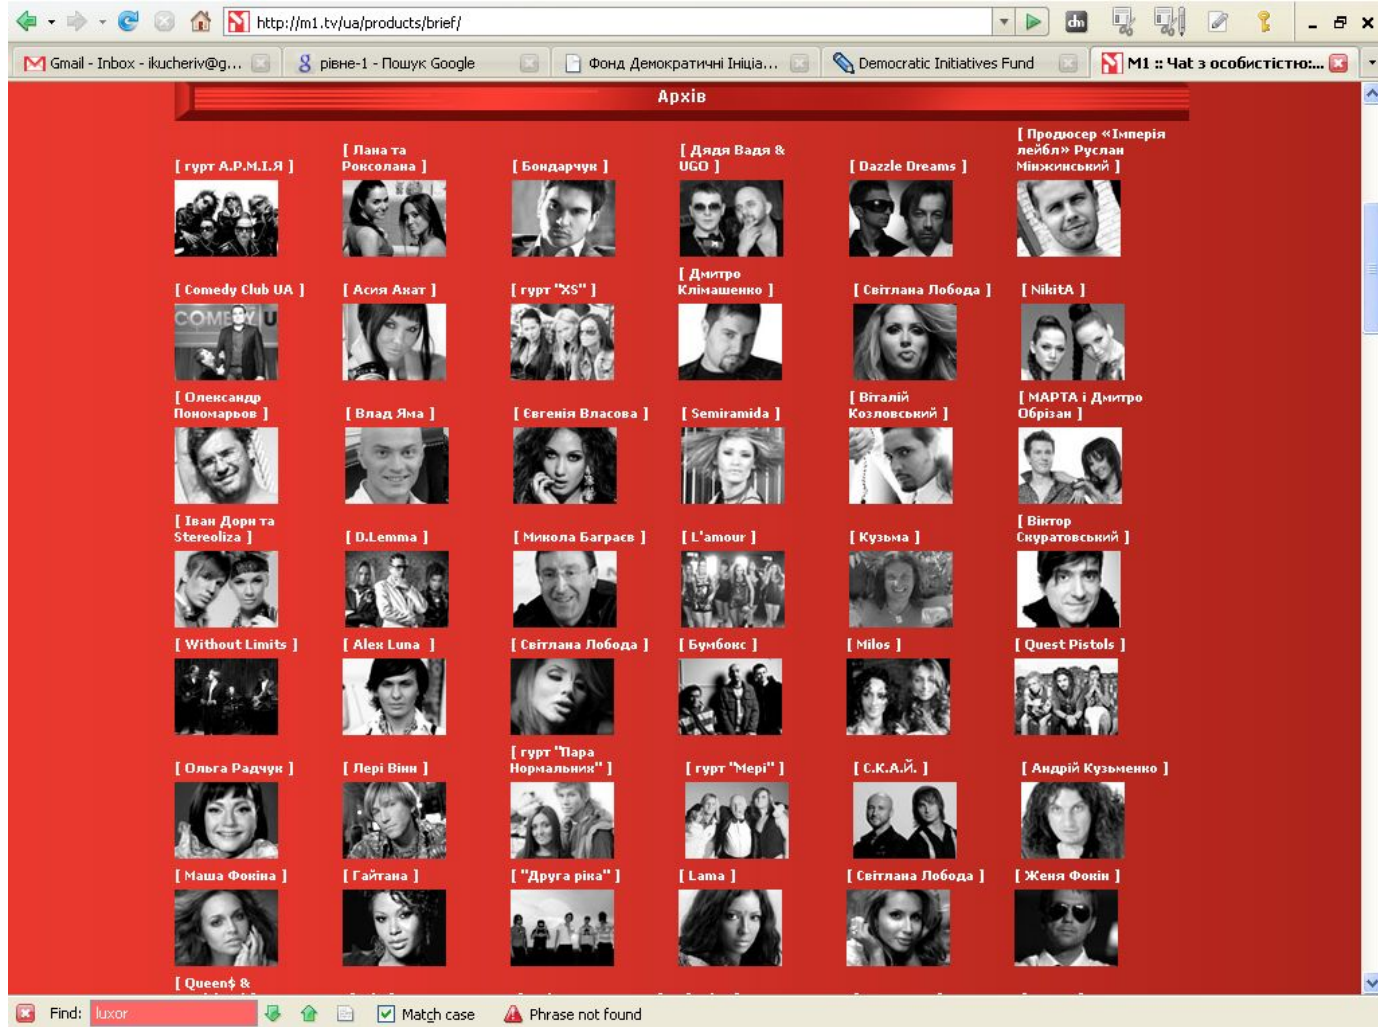 http://m1.tv/ua/products/brief/
Gmail - Inbox - ikucheriv@g...
рівне-1 - Пошук Google
Фонд Демократичні Ініціа...
Democratic Initiatives Fund
M1 :: Чаt з особистістю:...
Архів
[ гурт А.Р.М.І.Я ]
[ Лана та
Роксолана ]
[ Бондарчук ]
[ Дядя Вадя &
UGO ]
[ Dazzle Dreams ]
[ Продюсер «Імперія
лейбл» Руслан
Мінжинський ]
[ Comedy Club UA ]
[ Асия Ахат ]
[ гурт "XS" ]
[ Дмитро
Клімашенко ]
[ Світлана Лобода ]
[ NikitA ]
COMEDY U
[ Олександр
Пономарьов ]
[ Влад Яма ]
[ Євгенія Власова ]
[ Semiramida ]
[ Віталій
Козловський ]
[ МАРТА і Дмитро
Обрізан ]
[ Іван Дорн та
Stereoliza ]
[ D.Lemma ]
[ Микола Баграєв ]
[ L'amour ]
[ Кузьма ]
[ Віктор
Скуратовський ]
[ Without Limits ]
[ Alex Luna ]
[ Світлана Лобода ]
[ Бумбокс ]
[ Milos ]
[ Quest Pistols ]
[ Ольга Радчук ]
[ Лері Вінн ]
[ гурт "Пара
Нормальних" ]
[ гурт "Мері" ]
[ С.К.А.Й. ]
[ Андрій Кузьменко ]
[ Маша Фокіна ]
[ Гайтана ]
[ "Друга ріка" ]
[ Lama ]
[ Світлана Лобода ]
[ Женя Фокін ]
[ Queen$ &
Find: luxor
Match case
Phrase not found